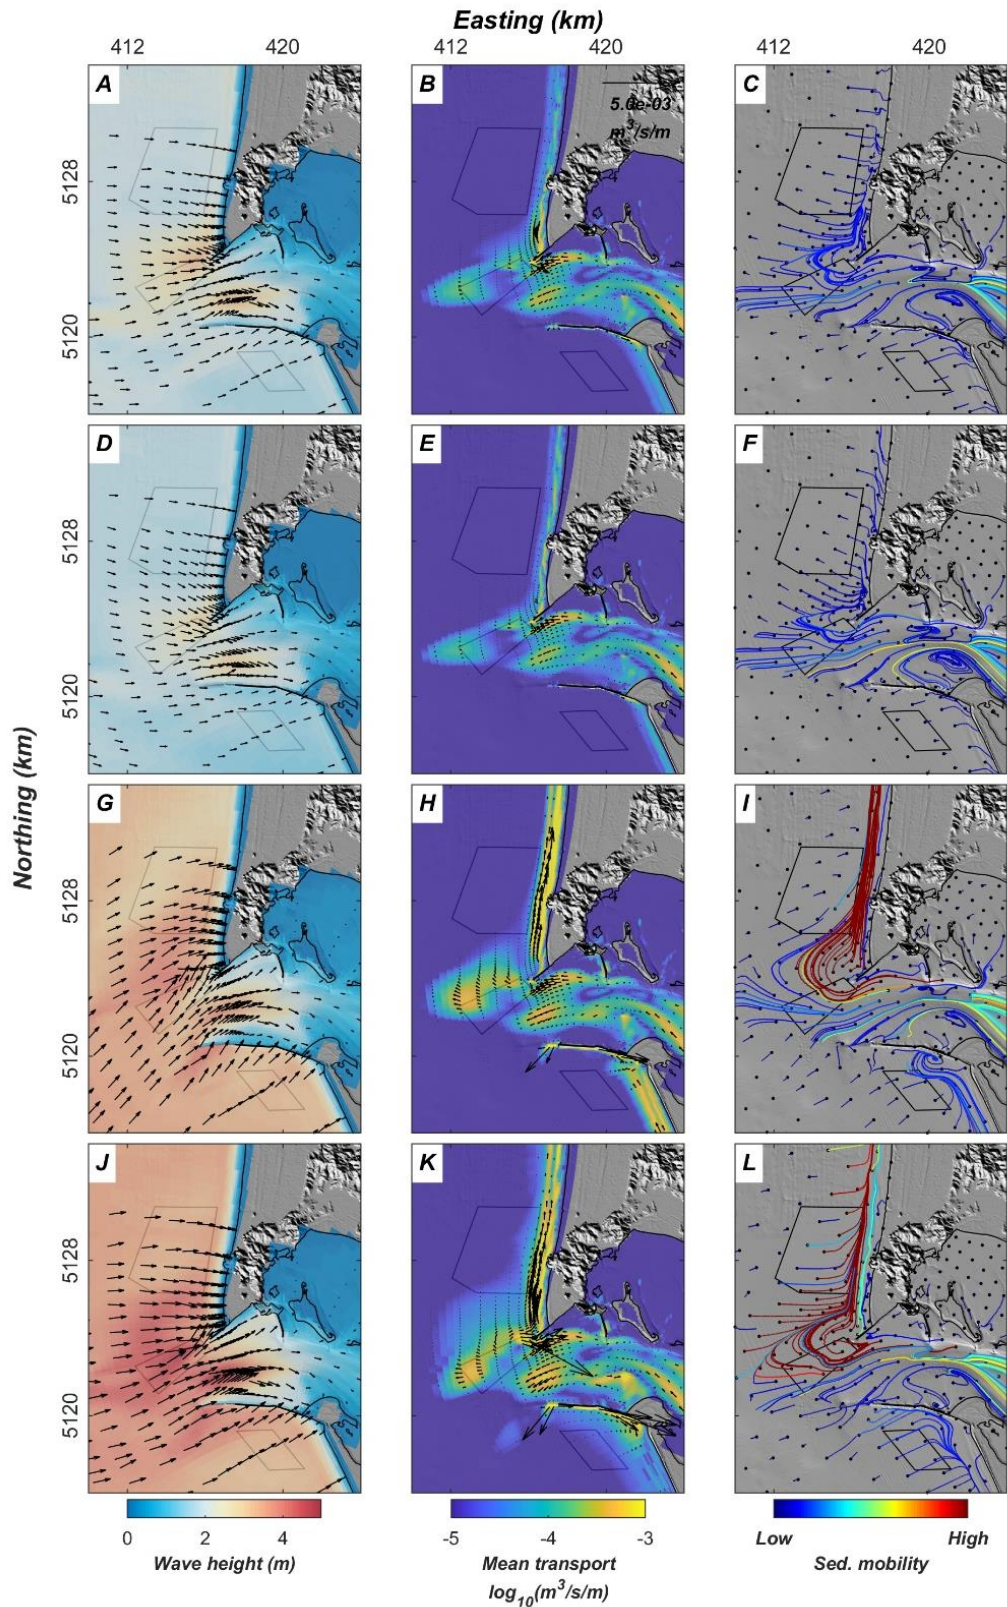 Easting (km)
412 420 412 420 412 420
A B C
5.0e-03
m³/s/m
5128
5120
D E F
5128
5120
Northing (km)
G H I
5128
5120
J K L
5128
5120
0 2 4 -5 -4 -3 Low High
Wave height (m) Mean transport Sed. mobility
log₁₀(m³/s/m)